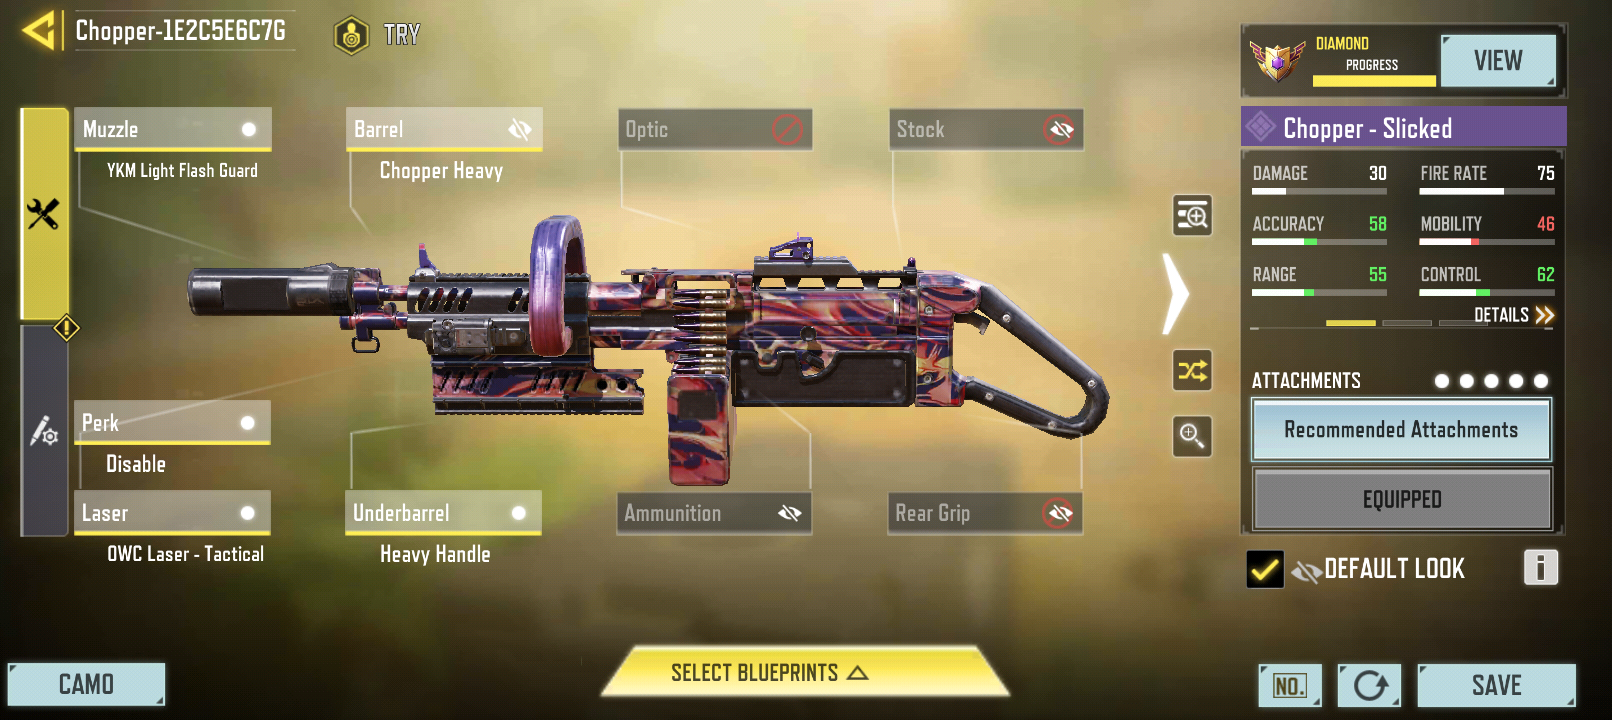 Chopper-1E2C5E6C7G
TRY
DIAMOND
PROGRESS
VIEW
Muzzle
YKM Light Flash Guard
Barrel
Chopper Heavy
Optic
Stock
Chopper - Slicked
DAMAGE 30
FIRE RATE 75
ACCURACY 58
MOBILITY 46
RANGE 55
CONTROL 62
DETAILS
ATTACHMENTS
Recommended Attachments
EQUIPPED
Perk
Disable
Laser
OWC Laser - Tactical
Underbarrel
Heavy Handle
Ammunition
Rear Grip
DEFAULT LOOK
i
CAMO
SELECT BLUEPRINTS
NO.
SAVE